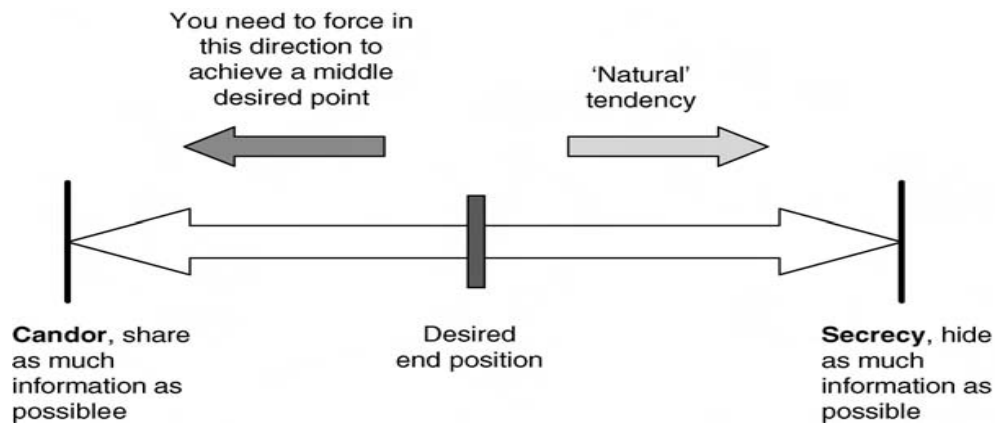 You need to force in
this direction to
achieve a middle
desired point
‘Natural’
tendency
Candor, share
as much
information as
possiblee
Desired
end position
Secrecy, hide
as much
information as
possible